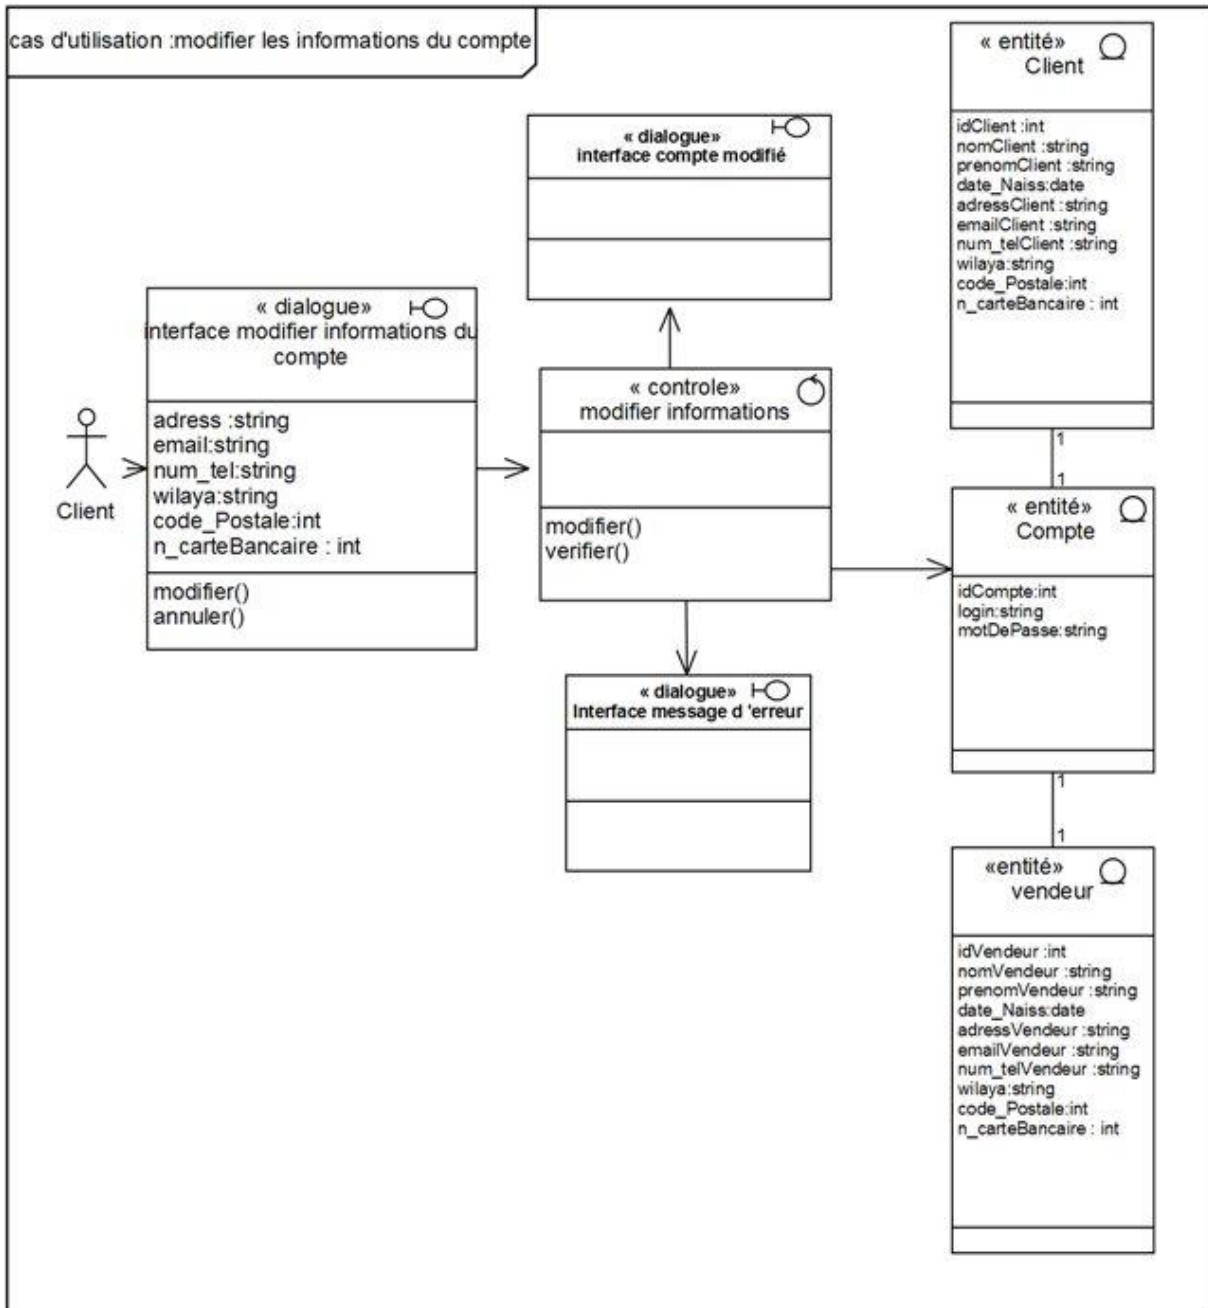 cas d'utilisation :modifier les informations du compte
« entité»
Client
idClient :int
nomClient :string
prenomClient :string
date_Naiss:date
adressClient :string
emailClient :string
num_telClient :string
wilaya:string
code_Postale:int
n_carteBancaire : int
« dialogue»
interface compte modifié
« dialogue»
interface modifier informations du
compte
adress :string
email:string
num_tel:string
wilaya:string
code_Postale:int
n_carteBancaire : int
modifier()
annuler()
Client
« controle»
modifier informations
modifier()
verifier()
1
1
« entité»
Compte
idCompte:int
login:string
motDePasse:string
« dialogue»
Interface message d 'erreur
1
1
«entité»
vendeur
idVendeur :int
nomVendeur :string
prenomVendeur :string
date_Naiss:date
adressVendeur :string
emailVendeur :string
num_telVendeur :string
wilaya:string
code_Postale:int
n_carteBancaire : int